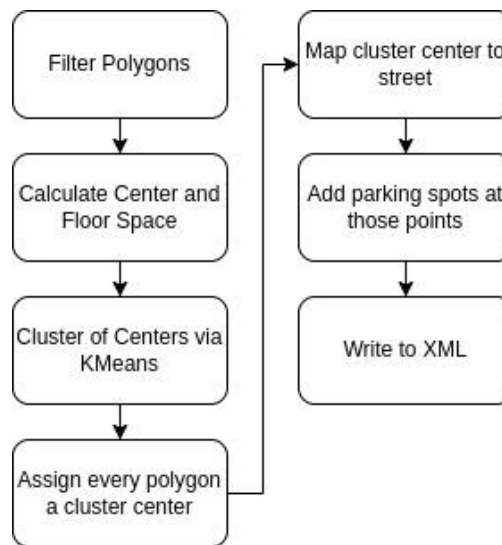 Filter Polygons
Calculate Center and
Floor Space
Cluster of Centers via
KMeans
Assign every polygon
a cluster center
Map cluster center to
street
Add parking spots at
those points
Write to XML